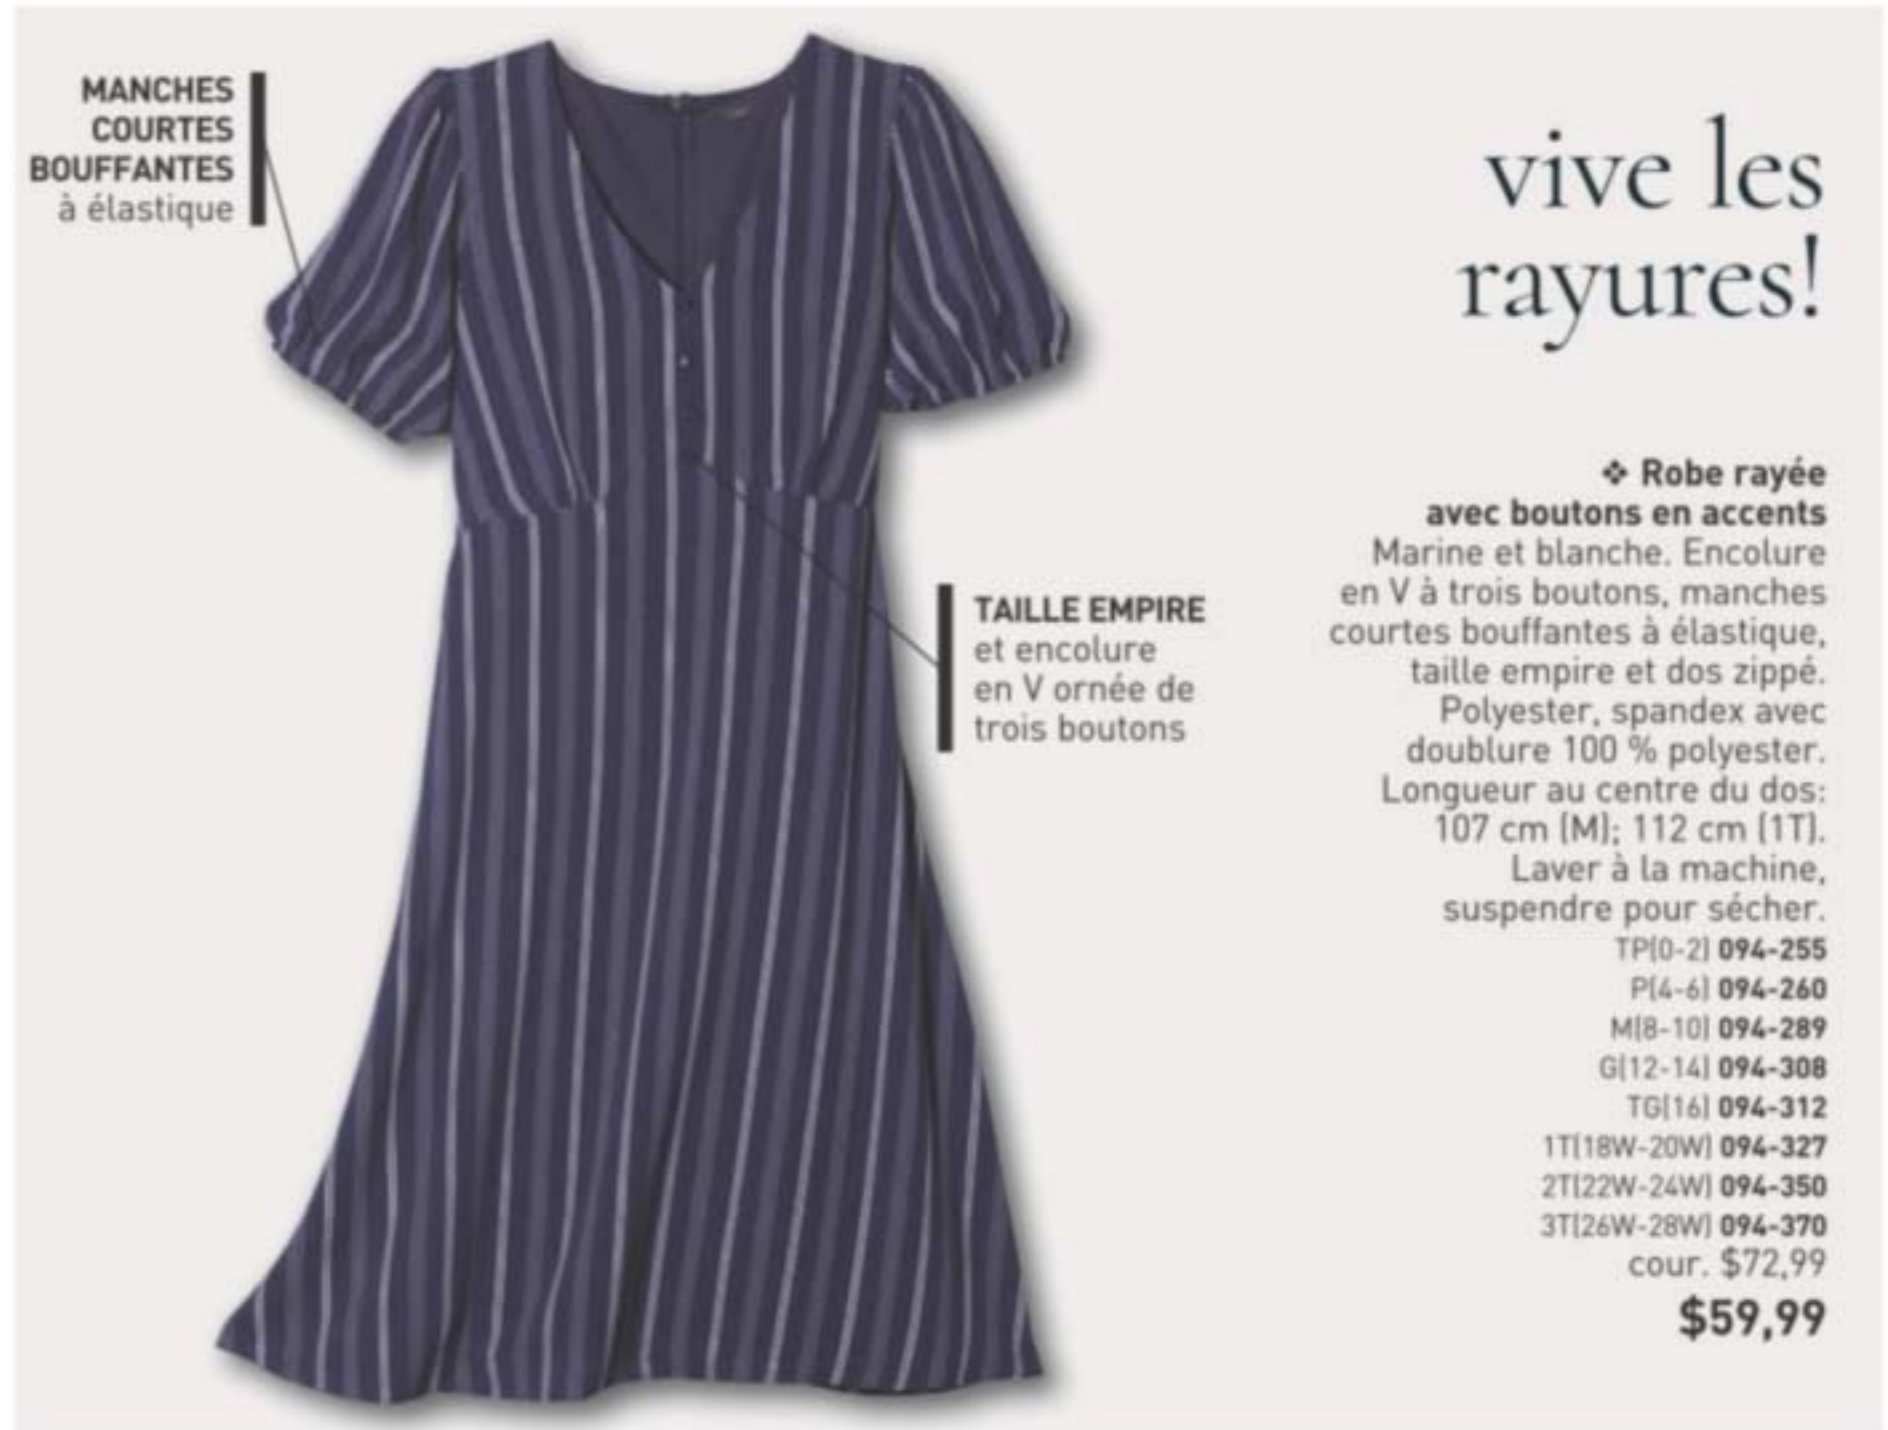 MANCHES
COURTES
BOUFFANTES
à élastique
vive les
rayures!
TAILLE EMPIRE
et encolure
en V ornée de
trois boutons
❖ Robe rayée
avec boutons en accents
Marine et blanche. Encolure
en V à trois boutons, manches
courtes bouffantes à élastique,
taille empire et dos zippé.
Polyester, spandex avec
doublure 100 % polyester.
Longueur au centre du dos:
107 cm (M); 112 cm (1T).
Laver à la machine,
suspendre pour sécher.
TP(0-2) 094-255
P(4-6) 094-260
M(8-10) 094-289
G(12-14) 094-308
TG(16) 094-312
1T(18W-20W) 094-327
2T(22W-24W) 094-350
3T(26W-28W) 094-370
cour. $72,99
$59,99